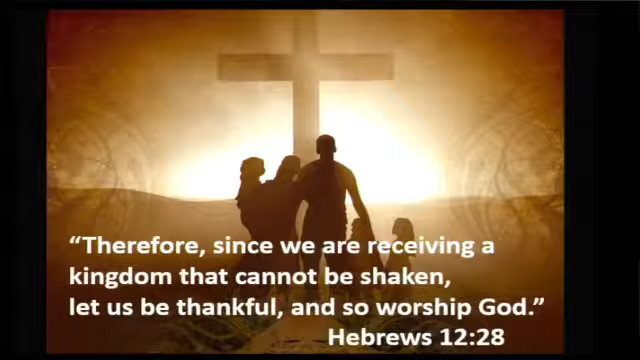 “Therefore, since we are receiving a
kingdom that cannot be shaken,
let us be thankful, and so worship God.”
Hebrews 12:28